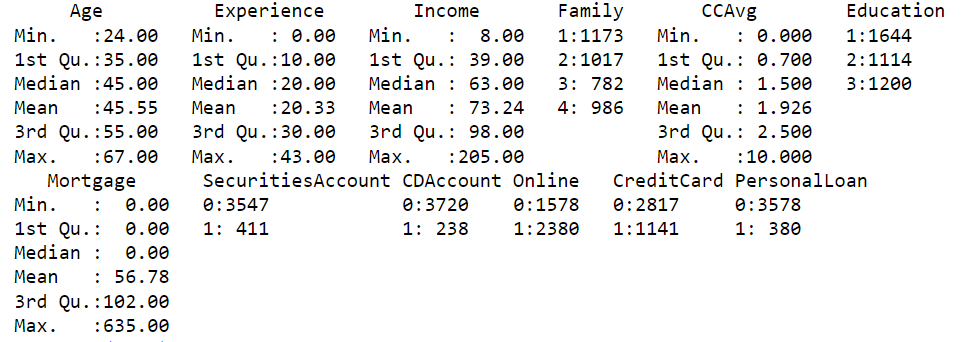 Age          Experience        Income       Family      CCAvg         Education
Min.   :24.00   Min.   : 0.00   Min.   :  8.00   1:1173   Min.   : 0.000   1:1644
1st Qu.:35.00   1st Qu.:10.00   1st Qu.: 39.00   2:1017   1st Qu.: 0.700   2:1114
Median :45.00   Median :20.00   Median : 63.00   3: 782   Median : 1.500   3:1200
Mean   :45.55   Mean   :20.33   Mean   : 73.24   4: 986   Mean   : 1.926
3rd Qu.:55.00   3rd Qu.:30.00   3rd Qu.: 98.00            3rd Qu.: 2.500
Max.   :67.00   Max.   :43.00   Max.   :205.00            Max.   :10.000
   Mortgage      SecuritiesAccount CDAccount Online   CreditCard PersonalLoan
Min.   :  0.00   0:3547            0:3720    0:1578   0:2817     0:3578
1st Qu.:  0.00   1: 411            1: 238    1:2380   1:1141     1: 380
Median :  0.00
Mean   : 56.78
3rd Qu.:102.00
Max.   :635.00